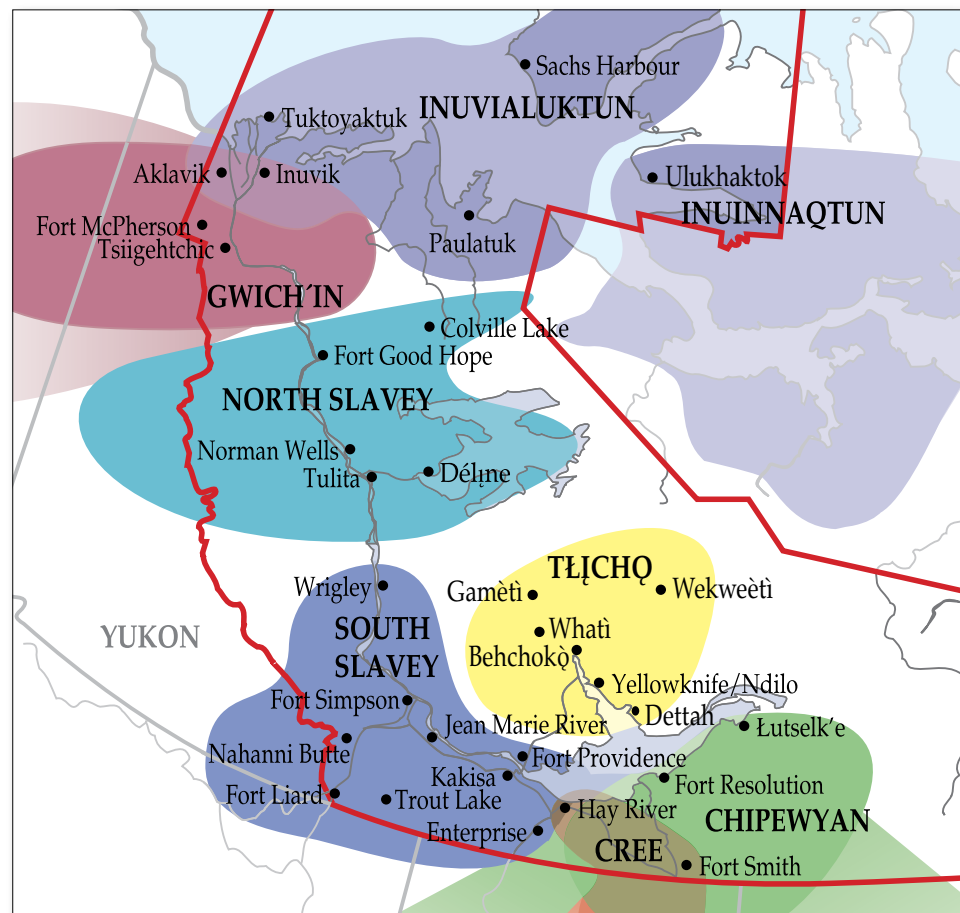 Sachs Harbour
INUVIALUKTUN
Tuktoyaktuk
Aklavik
Inuvik
Ulukhaktok
INUINNAQTUN
Fort McPherson
Tsiigehtchic
Paulatuk
GWICH´IN
Colville Lake
Fort Good Hope
NORTH SLAVEY
Norman Wells
Tulita
Délı̨ne
TŁĮCHǪ
Wrigley
Gamètì
Wekweètì
YUKON
SOUTH
SLAVEY
Whatì
Behchokǫ̀
Yellowknife/Ndilo
Fort Simpson
Dettah
Jean Marie River
Łutselk´e
Nahanni Butte
Fort Providence
Kakisa
Fort Resolution
Fort Liard
Trout Lake
Hay River
CHIPEWYAN
Enterprise
CREE
Fort Smith